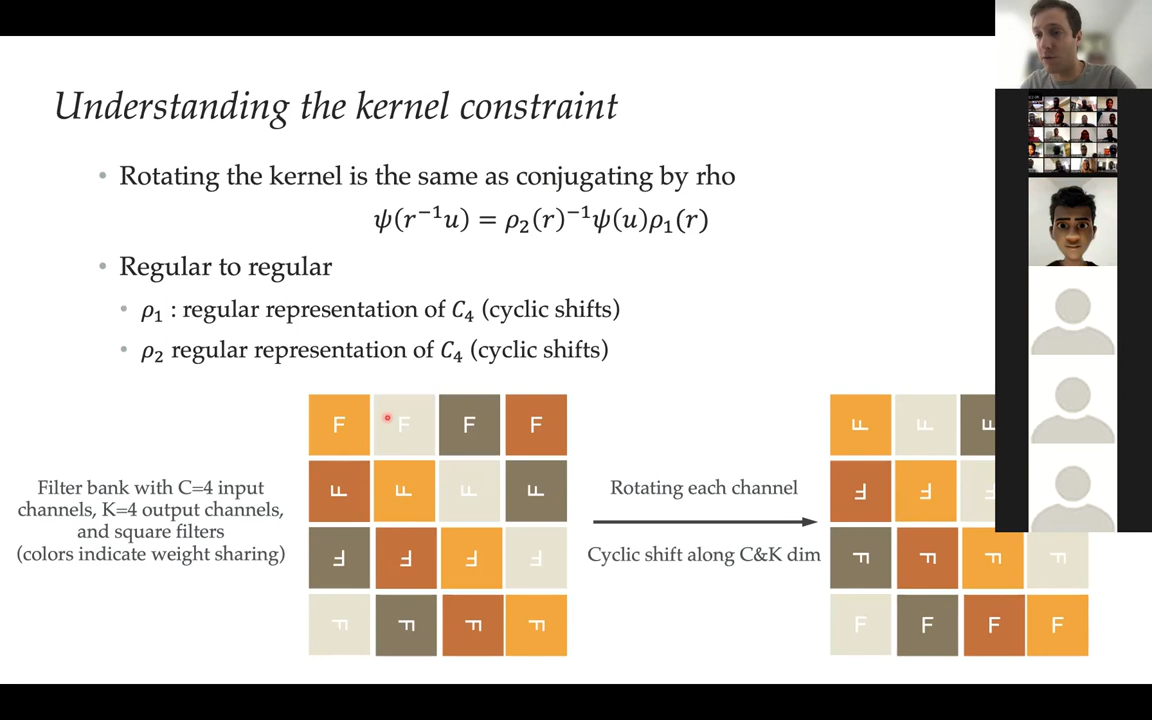 Understanding the kernel constraint
• Rotating the kernel is the same as conjugating by rho
ψ(r⁻¹u) = ρ₂(r)⁻¹ψ(u)ρ₁(r)
• Regular to regular
• ρ₁ : regular representation of C₄ (cyclic shifts)
• ρ₂ regular representation of C₄ (cyclic shifts)
Filter bank with C=4 input
channels, K=4 output channels,
and square filters
(colors indicate weight sharing)
F F F F
F F F F
F F F F
F F F F
Rotating each channel
Cyclic shift along C&K dim
F F F
F F F
F F F F
F F F F